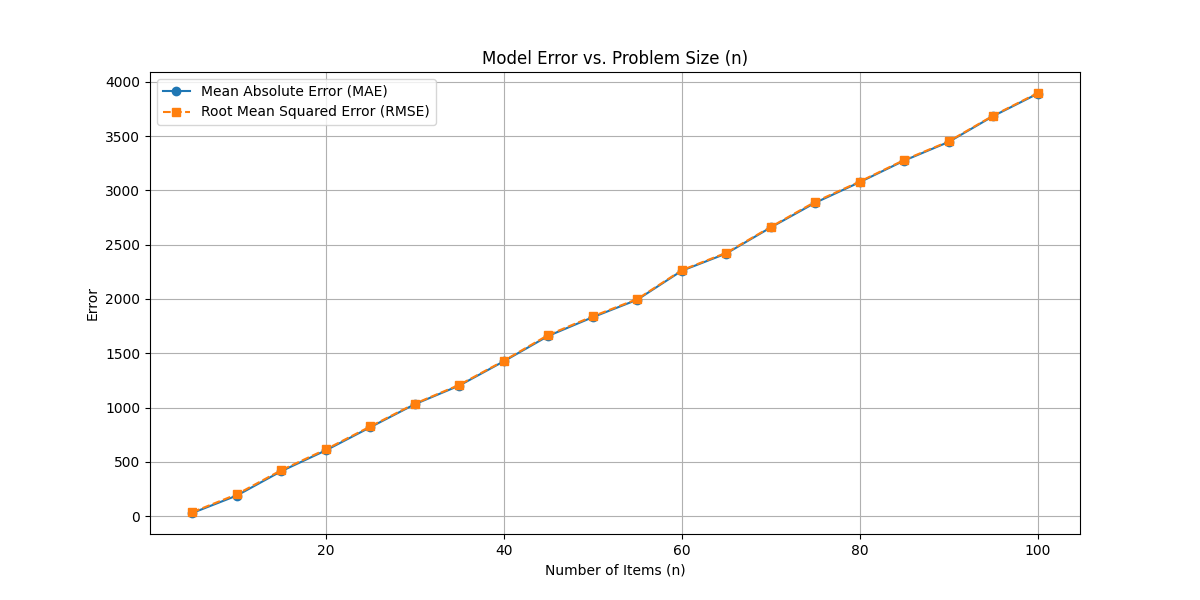 Model Error vs. Problem Size (n)
Mean Absolute Error (MAE)
Root Mean Squared Error (RMSE)
4000
3500
3000
2500
2000
1500
1000
500
0
Error
20 40 60 80 100
Number of Items (n)